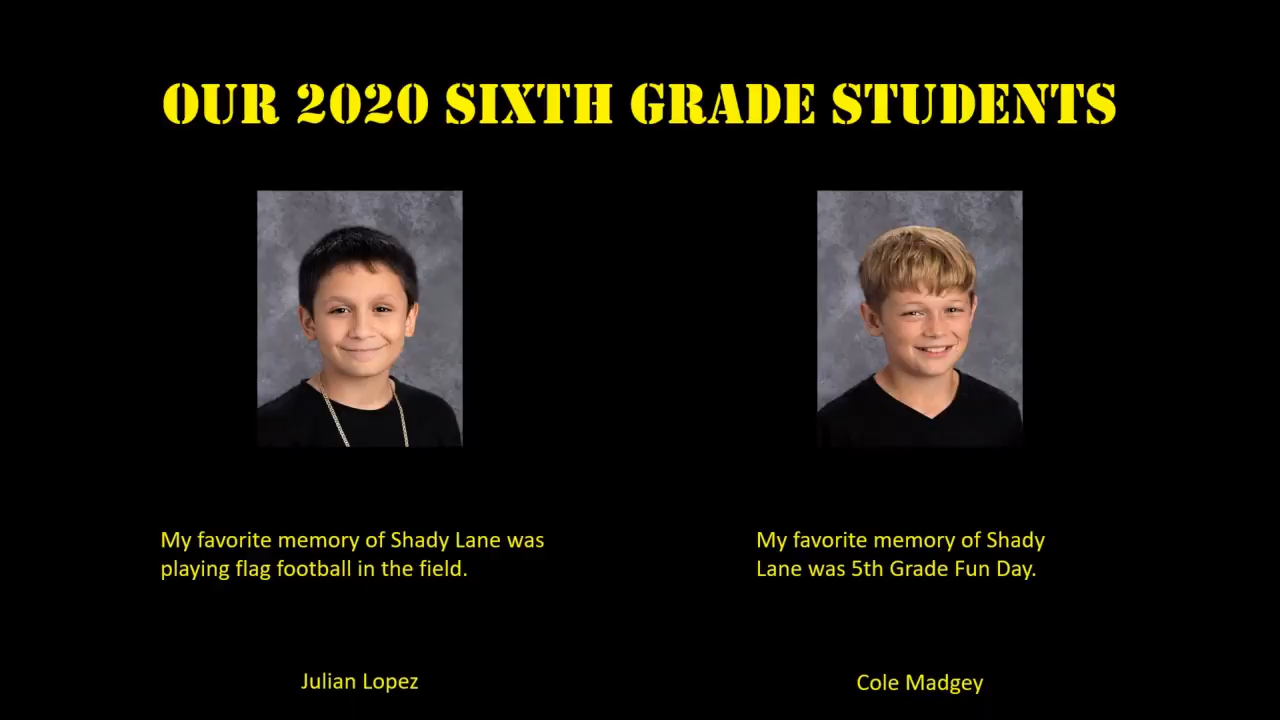 OUR 2020 SIXTH GRADE STUDENTS
My favorite memory of Shady Lane was
playing flag football in the field.
Julian Lopez
My favorite memory of Shady
Lane was 5th Grade Fun Day.
Cole Madgey